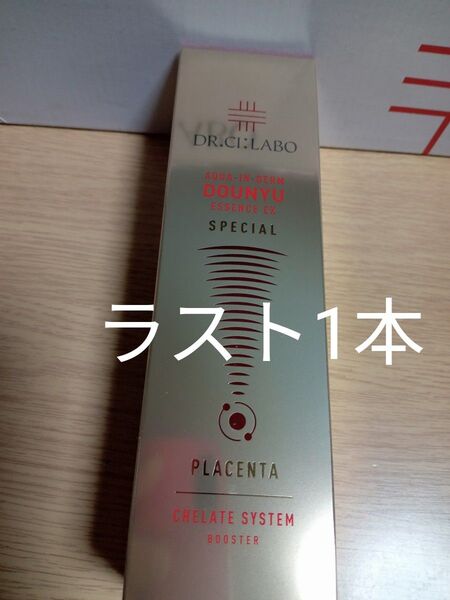 DR.CI:LABO
AQUA-IN-DERM
DOUNYU
ESSENCE EX
SPECIAL
ラスト1本
PLACENTA
CHELATE SYSTEM
BOOSTER